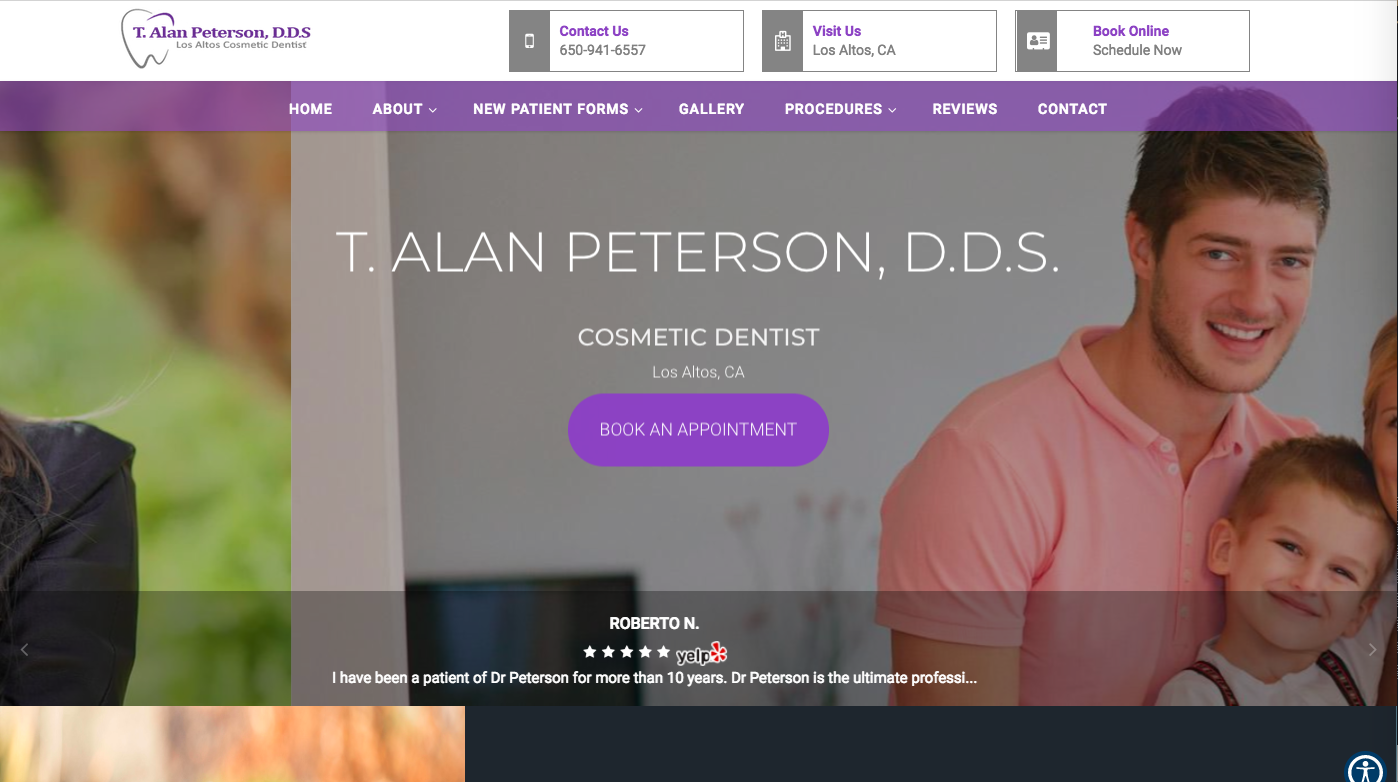 T. Alan Peterson, D.D.S
Los Altos Cosmetic Dentist
Contact Us
650-941-6557
Visit Us
Los Altos, CA
Book Online
Schedule Now
HOME ABOUT NEW PATIENT FORMS GALLERY PROCEDURES REVIEWS CONTACT
T. ALAN PETERSON, D.D.S.
COSMETIC DENTIST
Los Altos, CA
BOOK AN APPOINTMENT
ROBERTO N.
yelp
I have been a patient of Dr Peterson for more than 10 years. Dr Peterson is the ultimate professi...